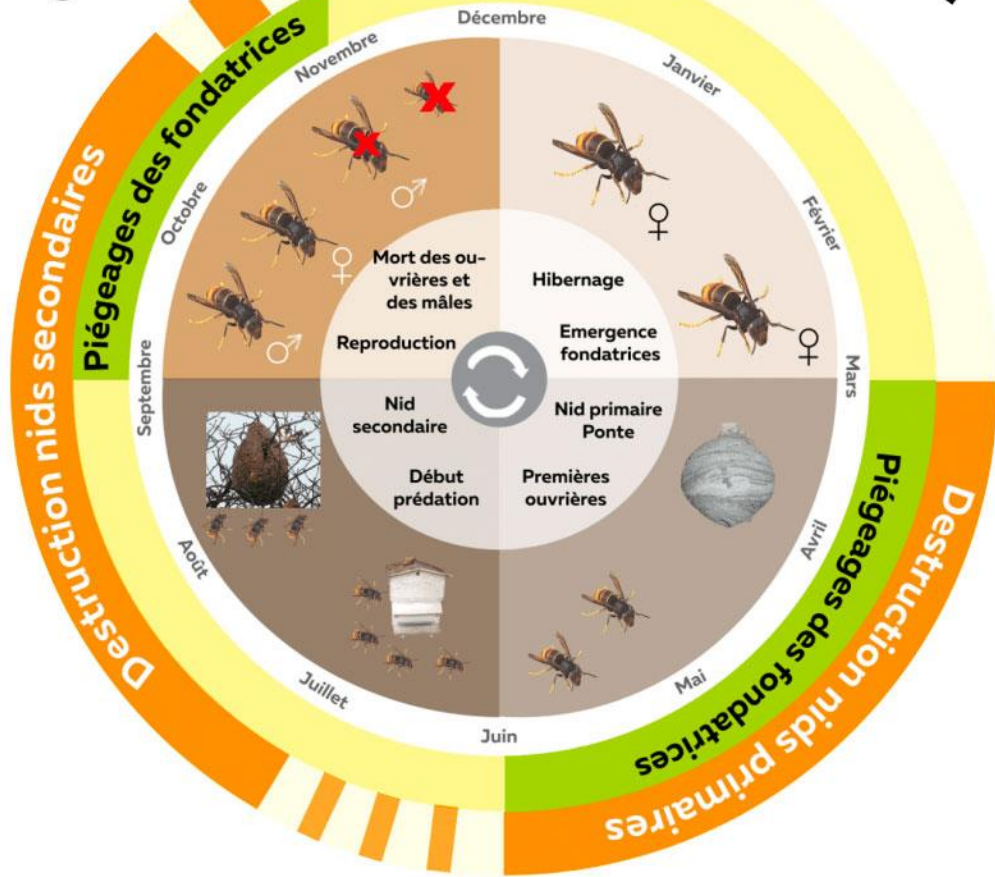 Décembre
Janvier
Février
Mars
Avril
Mai
Juin
Juillet
Août
Septembre
Octobre
Novembre
Piégeages des fondatrices
Destruction nids secondaires
Piégeages des fondatrices
Destruction nids primaires
Mort des ou-
vrières et
des mâles
Reproduction
Hibernage
Emergence
fondatrices
Nid
secondaire
Début
prédation
Nid primaire
Ponte
Premières
ouvrières